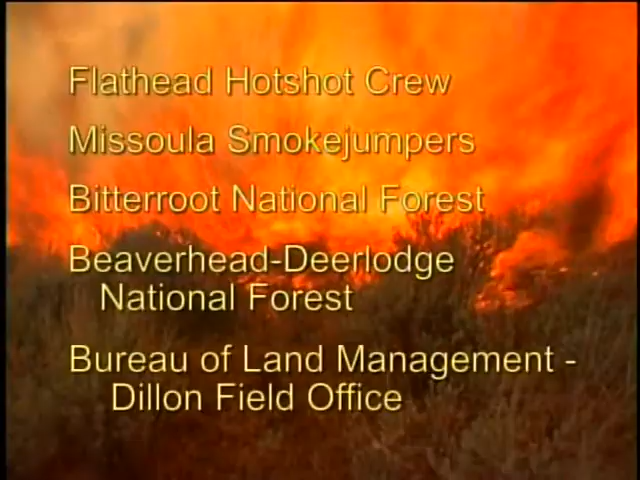 Flathead Hotshot Crew
Missoula Smokejumpers
Bitterroot National Forest
Beaverhead-Deerlodge
National Forest
Bureau of Land Management -
Dillon Field Office